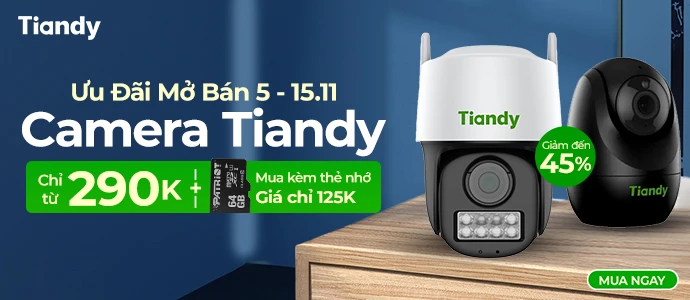 Tiandy
Ưu Đãi Mở Bán 5 - 15.11
Camera Tiandy
Chỉ từ 290K +
PATRIOT
64 GB
Mua kèm thẻ nhớ
Giá chỉ 125K
Tiandy
Giảm đến
45%
Tiandy
MUA NGAY